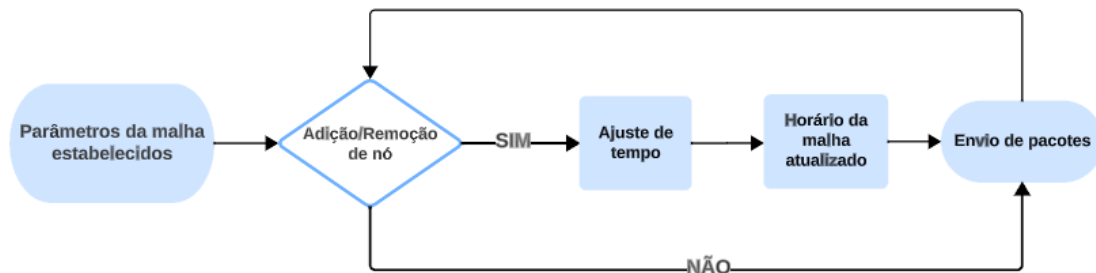 Parâmetros da malha
estabelecidos
Adição/Remoção
de nó
SIM
Ajuste de
tempo
Horário da
malha
atualizado
Envio de pacotes
NÃO